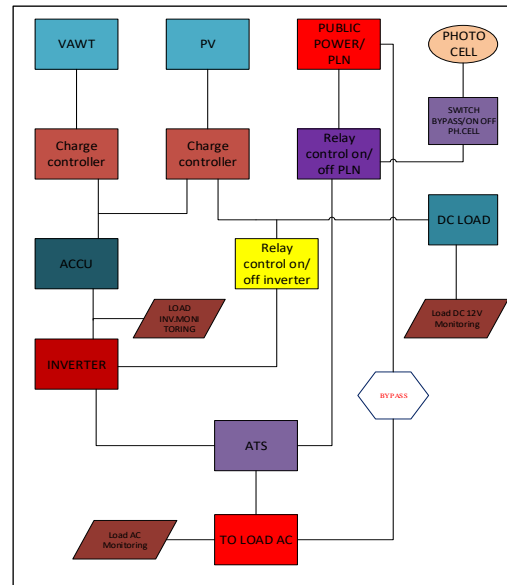 VAWT
PV
PUBLIC
POWER/
PLN
PHOTO
CELL
SWITCH
BYPASS/ON OFF
PH.CELL
Charge
controller
Charge
controller
Relay
control on/
off PLN
DC LOAD
ACCU
Relay
control on/
off inverter
LOAD
INV.MONI
TORING
Load DC 12V
Monitoring
INVERTER
BYPASS
ATS
Load AC
Monitoring
TO LOAD AC